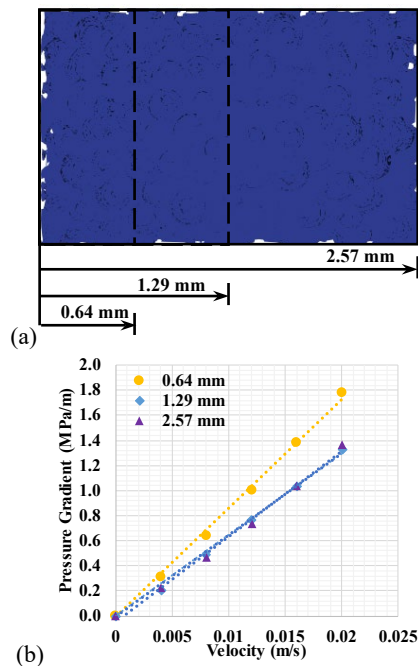 2.57 mm
1.29 mm
0.64 mm
(a)
2.0
1.8
1.6
1.4
1.2
1.0
0.8
0.6
0.4
0.2
0.0
Pressure Gradient (MPa/m)
0.64 mm
1.29 mm
2.57 mm
0
0.005
0.01
0.015
0.02
0.025
Velocity (m/s)
(b)